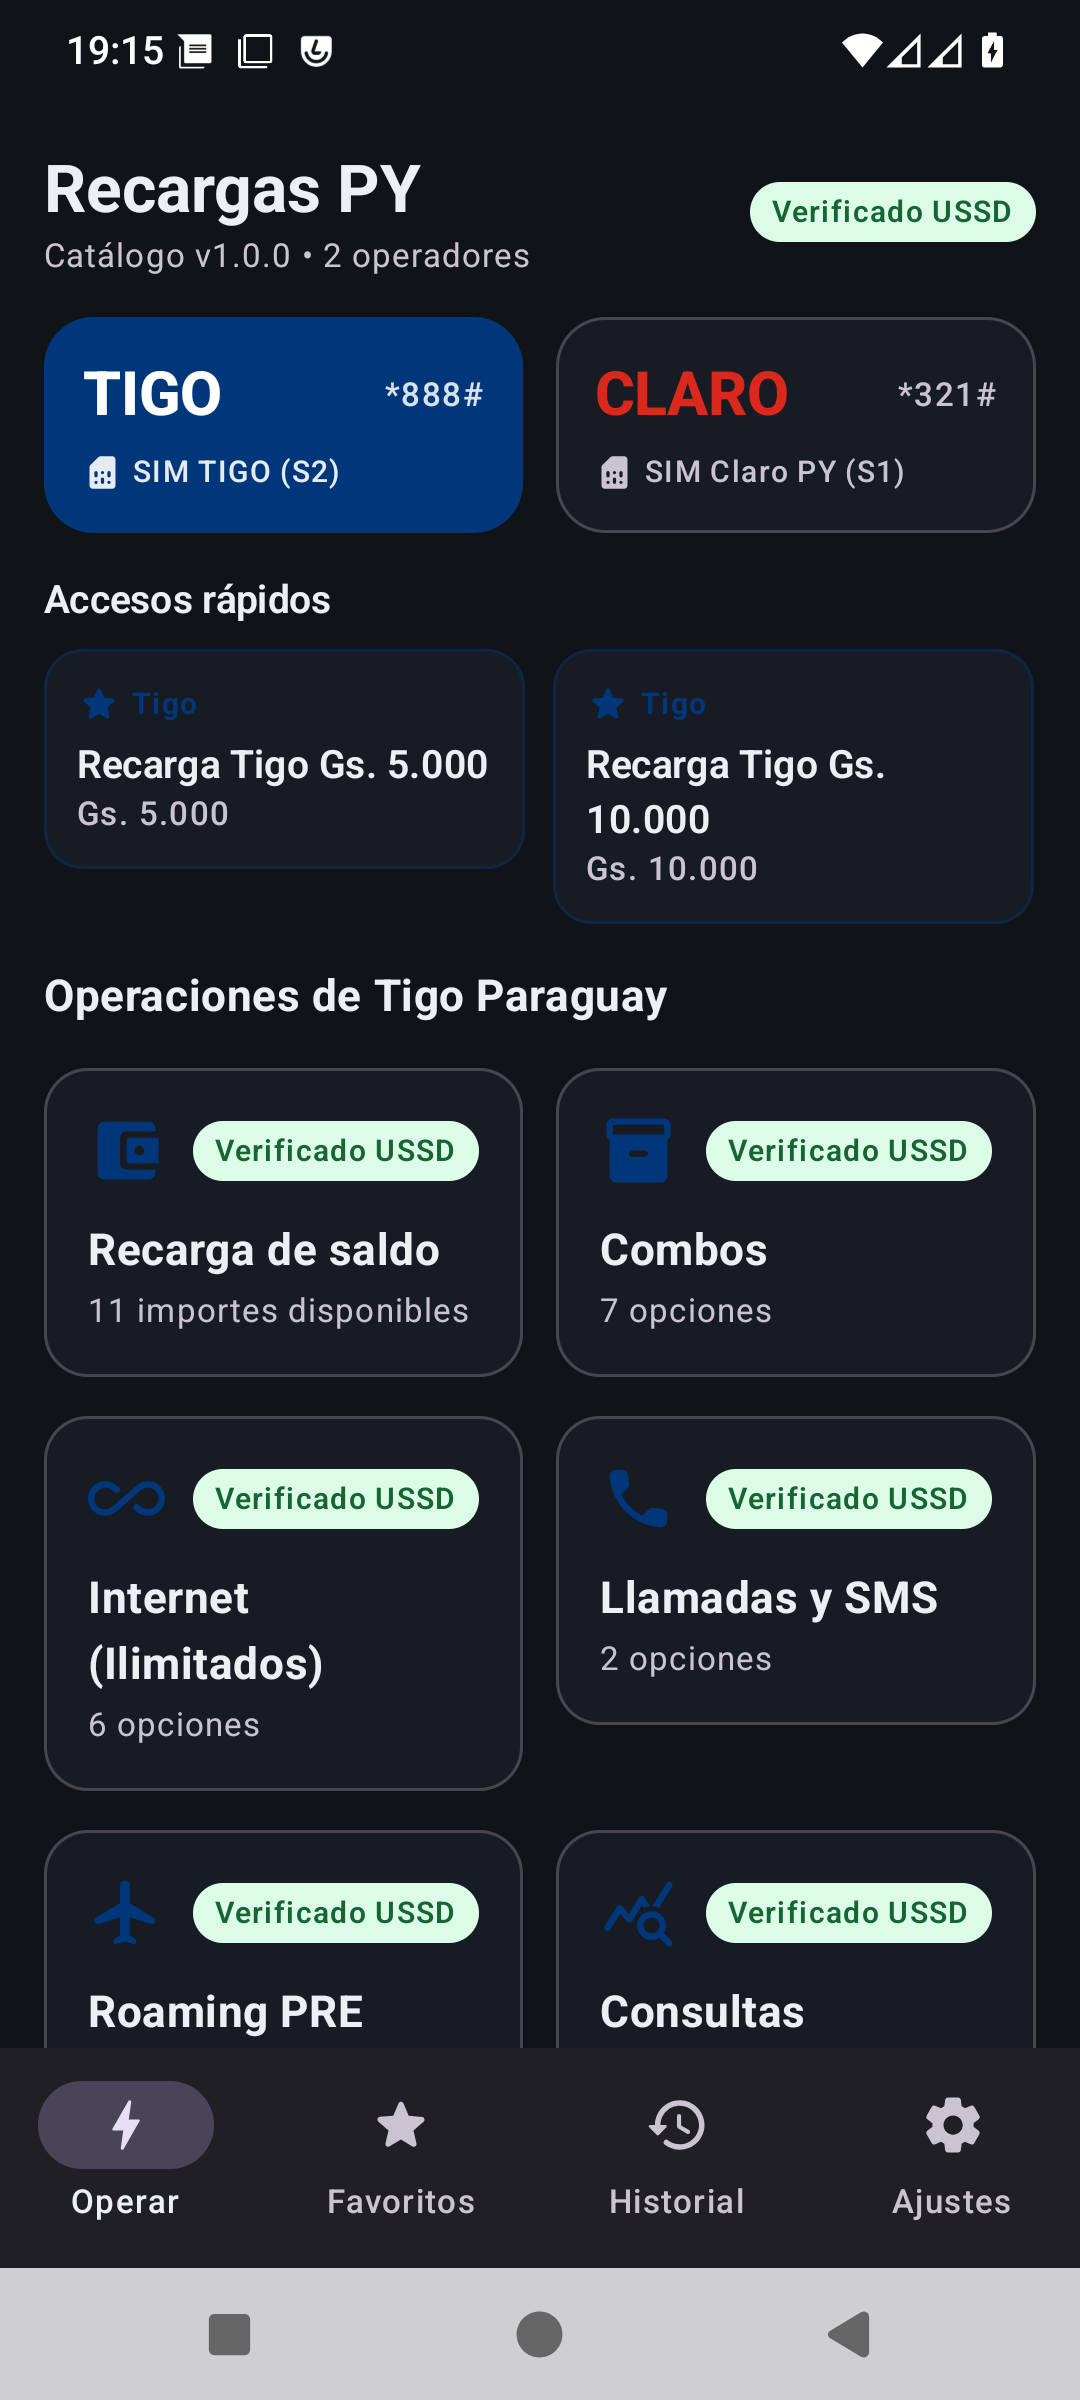 19:15
Recargas PY
Catálogo v1.0.0 • 2 operadores
Verificado USSD
TIGO
*888#
SIM TIGO (S2)
CLARO
*321#
SIM Claro PY (S1)
Accesos rápidos
Tigo
Recarga Tigo Gs. 5.000
Gs. 5.000
Tigo
Recarga Tigo Gs.
10.000
Gs. 10.000
Operaciones de Tigo Paraguay
Verificado USSD
Recarga de saldo
11 importes disponibles
Verificado USSD
Combos
7 opciones
Verificado USSD
Internet
(Ilimitados)
6 opciones
Verificado USSD
Llamadas y SMS
2 opciones
Verificado USSD
Roaming PRE
Verificado USSD
Consultas
Operar
Favoritos
Historial
Ajustes